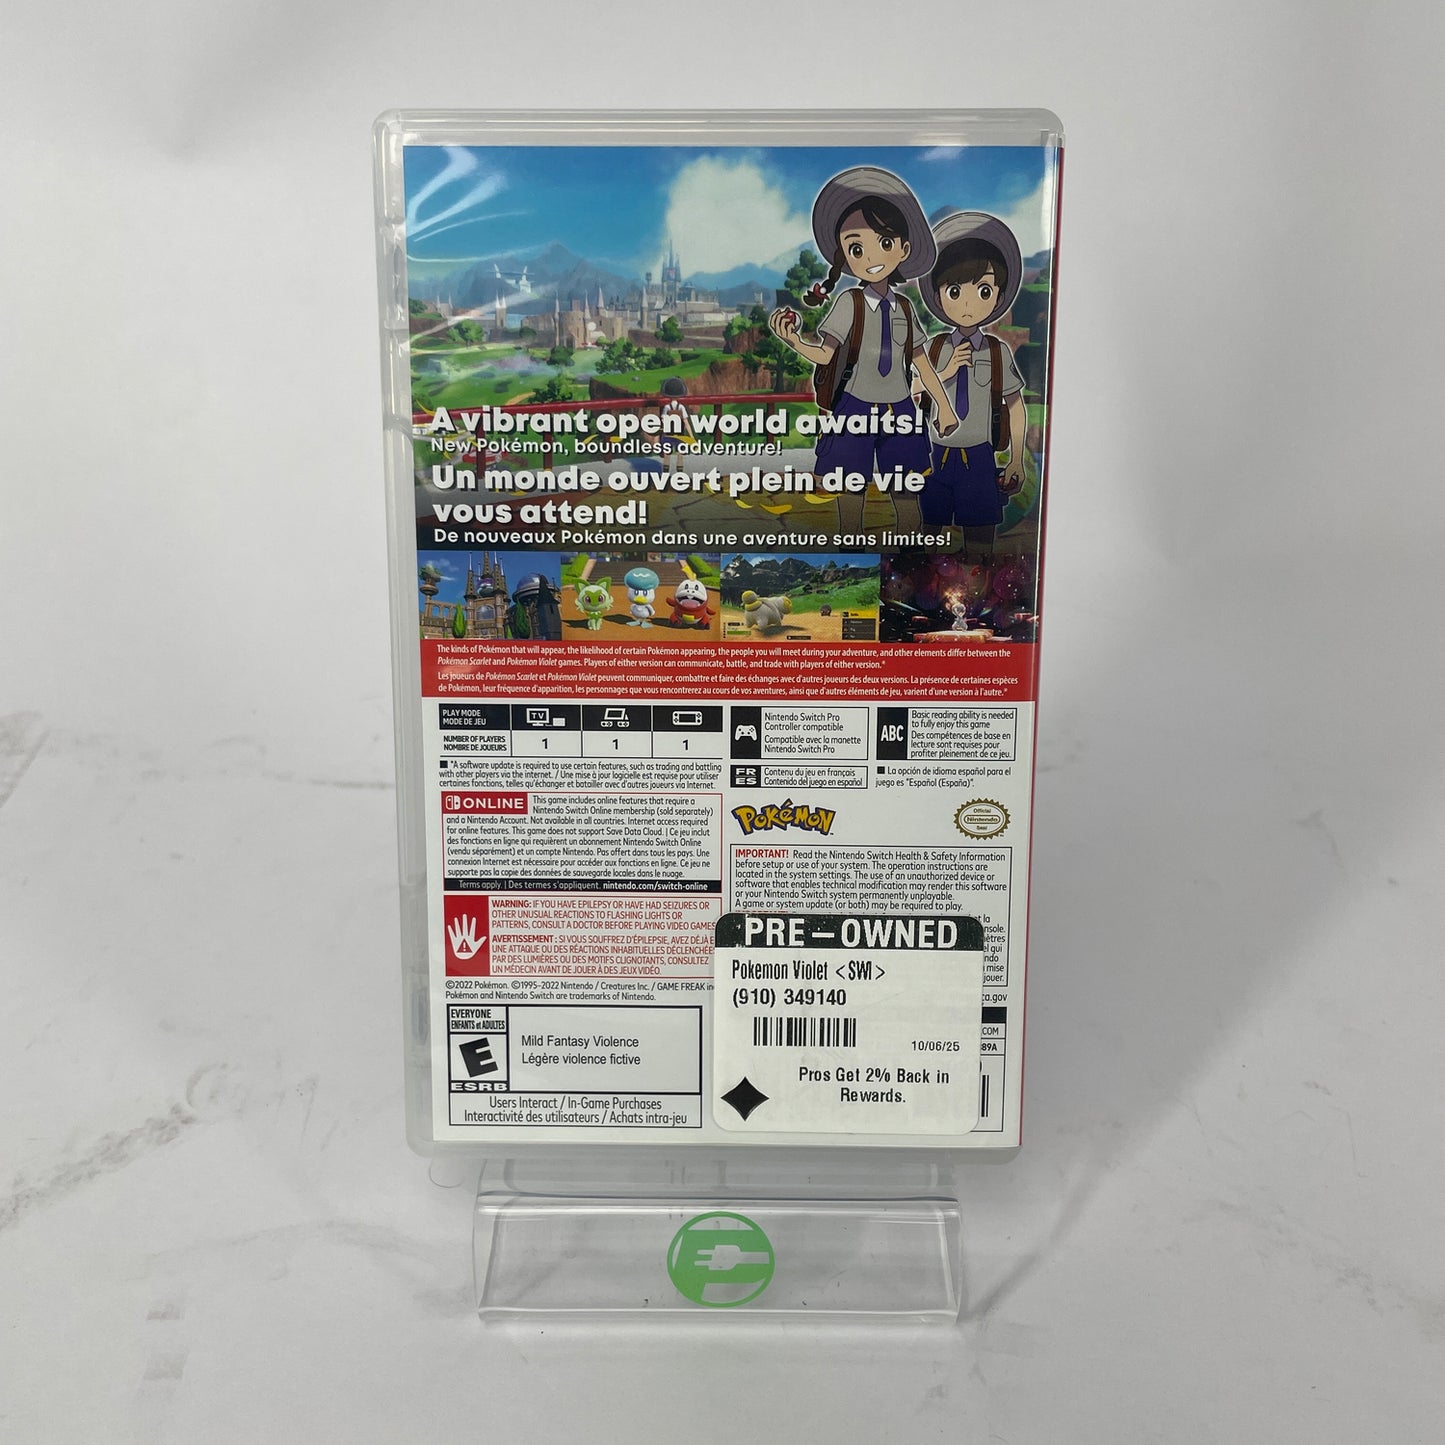 A vibrant open world awaits!
New Pokémon, boundless adventure!
Un monde ouvert plein de vie
vous attend!
De nouveaux Pokémon dans une aventure sans limites!
The kinds of Pokémon that will appear, the likelihood of certain Pokémon appearing, the people you will meet during your adventure, and other elements differ between the
Pokémon Scarlet and Pokémon Violet games. Players of either version can communicate, battle, and trade with players of either version.*
Les joueurs de Pokémon Scarlet et Pokémon Violet peuvent communiquer, combattre et faire des échanges avec d'autres joueurs des deux versions. La présence de certaines espèces
de Pokémon, leur fréquence d'apparition, les personnages que vous rencontrerez au cours de vos aventures, ainsi que d'autres éléments de jeu, varient d'une version à l'autre.*
PLAY MODE
MODE DE JEU
TV
NUMBER OF PLAYERS
NOMBRE DE JOUEURS
1 1 1
■ *A software update is required to use certain features, such as trading and battling
with other players via the internet. / Une mise à jour logicielle est requise pour utiliser
certaines fonctions, telles qu'échanger et batailler avec d'autres joueurs via Internet.
Nintendo Switch Pro
Controller compatible
Compatible avec la manette
Nintendo Switch Pro
ABC
Basic reading ability is needed
to fully enjoy this game
Des compétences de base en
lecture sont requises pour
profiter pleinement de ce jeu.
FR
ES
Contenu du jeu en français
Contenido del juego en español
■ La opción de idioma español para el
juego es "Español (España)".
ONLINE
This game includes online features that require a
Nintendo Switch Online membership (sold separately)
and a Nintendo Account. Not available in all countries. Internet access required
for online features. This game does not support Save Data Cloud. | Ce jeu inclut
des fonctions en ligne qui requièrent un abonnement Nintendo Switch Online
(vendu séparément) et un compte Nintendo. Pas offert dans tous les pays. Une
connexion Internet est nécessaire pour accéder aux fonctions en ligne. Ce jeu ne
supporte pas la copie des données de sauvegarde locales dans le nuage.
Terms apply. | Des termes s'appliquent. nintendo.com/switch-online
POKéMON
Official
Nintendo
Seal
IMPORTANT! Read the Nintendo Switch Health & Safety Information
before setup or use of your system. The operation instructions are
located in the system settings. The use of an unauthorized device or
software that enables technical modification may render this software
or your Nintendo Switch system permanently unplayable.
A game or system update (or both) may be required to play.
WARNING: IF YOU HAVE EPILEPSY OR HAVE HAD SEIZURES OR
OTHER UNUSUAL REACTIONS TO FLASHING LIGHTS OR
PATTERNS, CONSULT A DOCTOR BEFORE PLAYING VIDEO GAMES
AVERTISSEMENT : SI VOUS SOUFFREZ D'ÉPILEPSIE, AVEZ DÉJÀ E
UNE ATTAQUE OU DES RÉACTIONS INHABITUELLES DÉCLENCHÉES
PAR DES LUMIÈRES OU DES MOTIFS CLIGNOTANTS, CONSULTEZ
UN MÉDECIN AVANT DE JOUER À DES JEUX VIDÉO.
©2022 Pokémon. ©1995-2022 Nintendo / Creatures Inc. / GAME FREAK inc
Pokémon and Nintendo Switch are trademarks of Nintendo.
EVERYONE
ENFANTS et ADULTES
E
ESRB
Mild Fantasy Violence
Légère violence fictive
Users Interact / In-Game Purchases
Interactivité des utilisateurs / Achats intra-jeu
PRE-OWNED
Pokemon Violet <SWI>
(910) 349140
10/06/25
Pros Get 2% Back in
Rewards.
ca.gov
.COM
89A